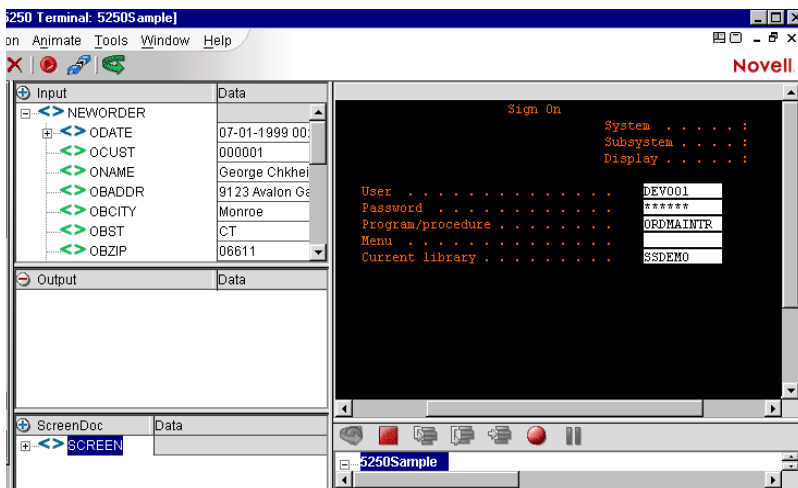 5250 Terminal: 5250Sample]
on Animate Tools Window Help
Novell.
Input Data
NEWORDER
ODATE 07-01-1999 00:
OCUST 000001
ONAME George Chkhei
OBADDR 9123 Avalon Ga
OBCITY Monroe
OBST CT
OBZIP 06611
Output Data
ScreenDoc Data
SCREEN
Sign On
System . . . . . :
Subsystem . . . . :
Display . . . . . :
User . . . . . . . . . . . . . . DEV001
Password . . . . . . . . . . . . ******
Program/procedure . . . . . . . . ORDMAINTR
Menu . . . . . . . . . . . . . .
Current library . . . . . . . . . SSDEMO
5250Sample